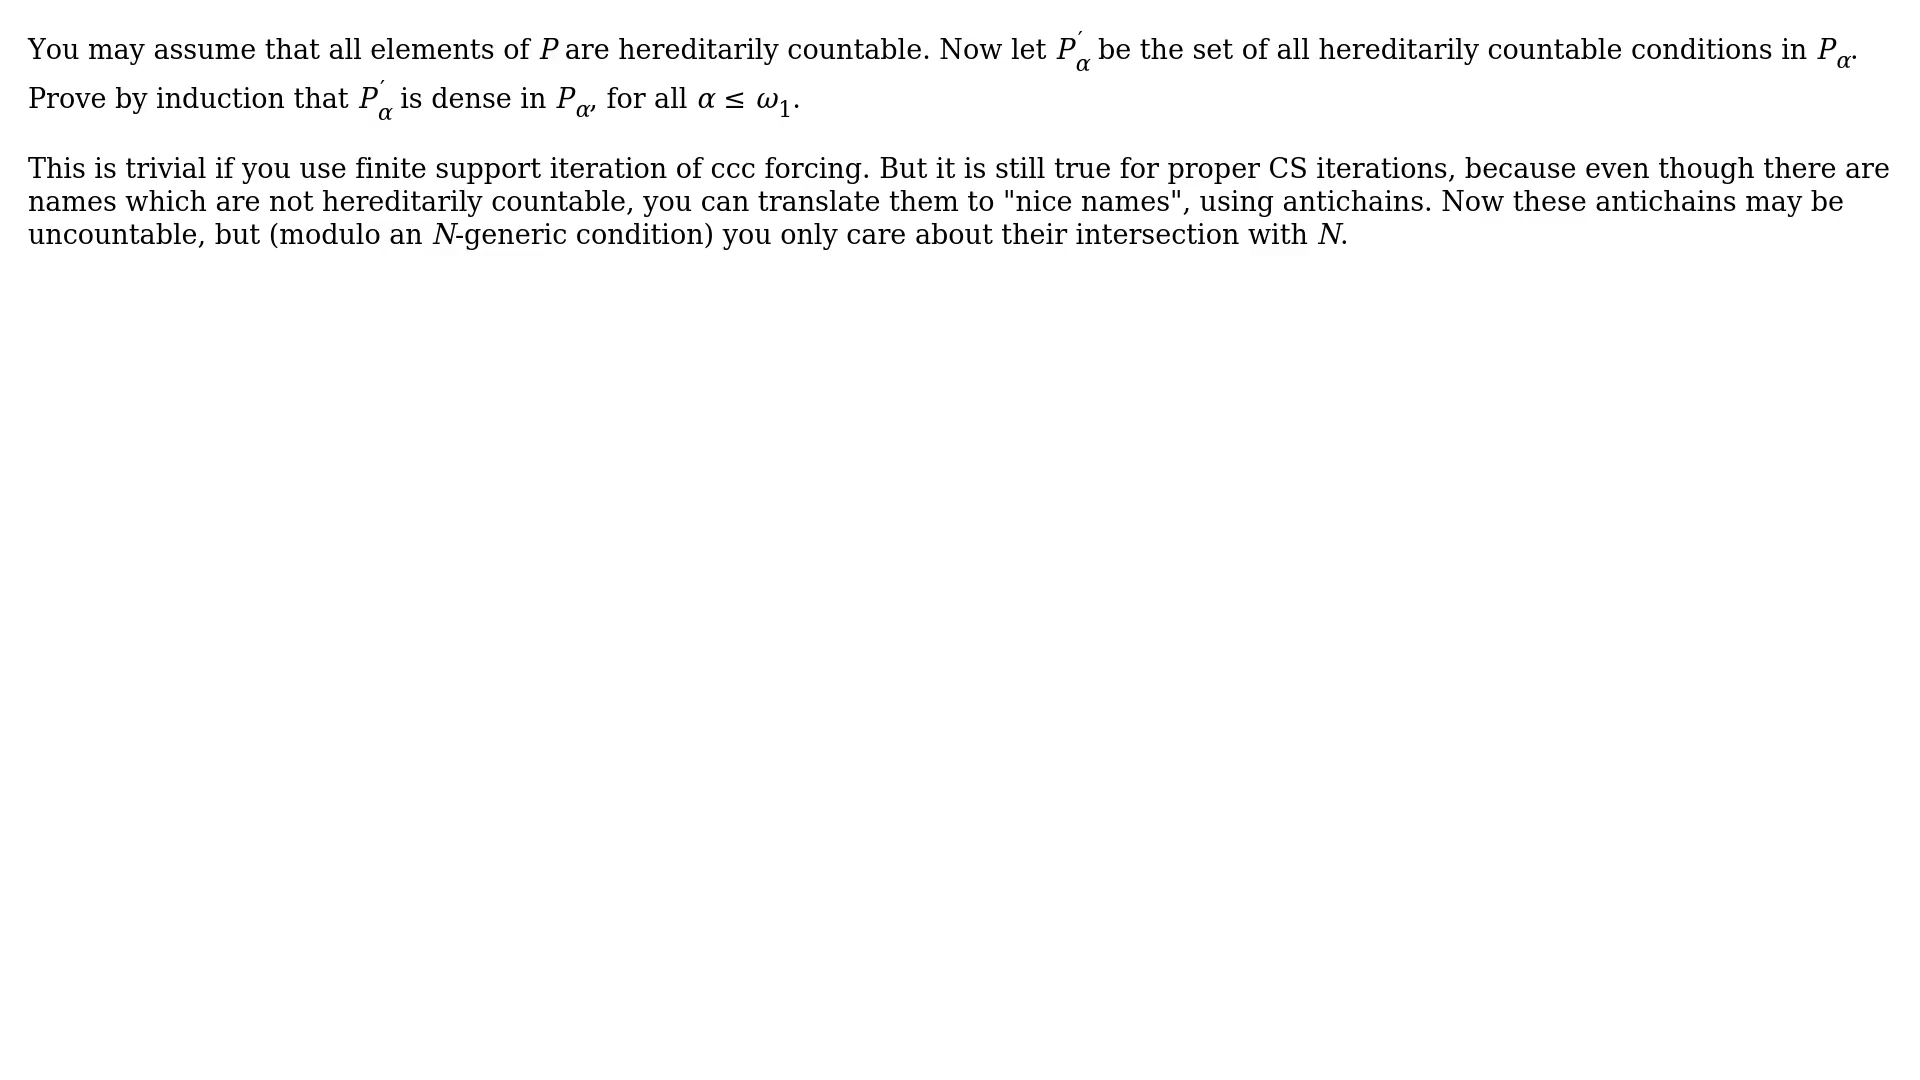 You may assume that all elements of P are hereditarily countable. Now let P′α be the set of all hereditarily countable conditions in Pα.
Prove by induction that P′α is dense in Pα, for all α ≤ ω1.
This is trivial if you use finite support iteration of ccc forcing. But it is still true for proper CS iterations, because even though there are
names which are not hereditarily countable, you can translate them to "nice names", using antichains. Now these antichains may be
uncountable, but (modulo an N-generic condition) you only care about their intersection with N.